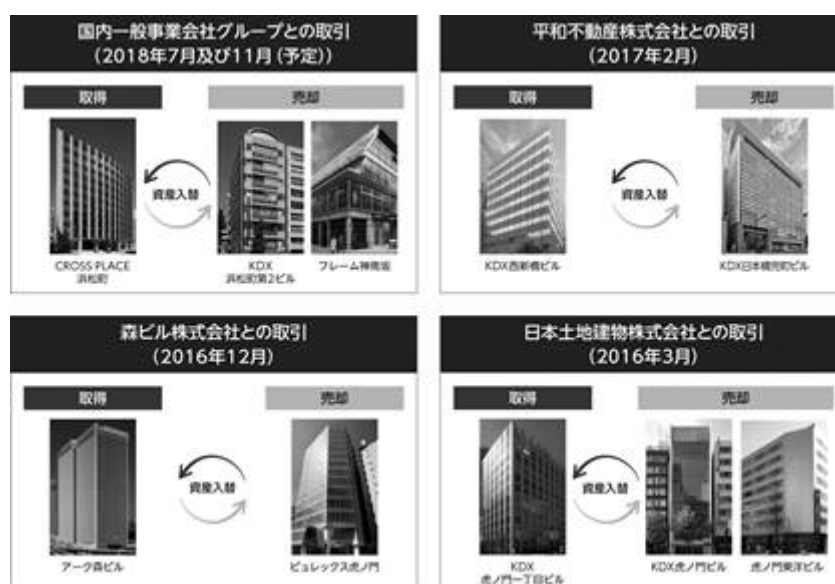 国内一般事業会社グループとの取引
(2018年7月及び11月(予定))
取得
売却
資産入替
CROSS PLACE
浜松町
KDX
浜松町第2ビル
フレーム神南坂
平和不動産株式会社との取引
(2017年2月)
取得
売却
資産入替
KDX西新橋ビル
KDX日本橋兜町ビル
森ビル株式会社との取引
(2016年12月)
取得
売却
資産入替
アーク森ビル
ピュレックス虎ノ門
日本土地建物株式会社との取引
(2016年3月)
取得
売却
資産入替
KDX
虎ノ門一丁目ビル
KDX虎ノ門ビル
虎ノ門東洋ビル